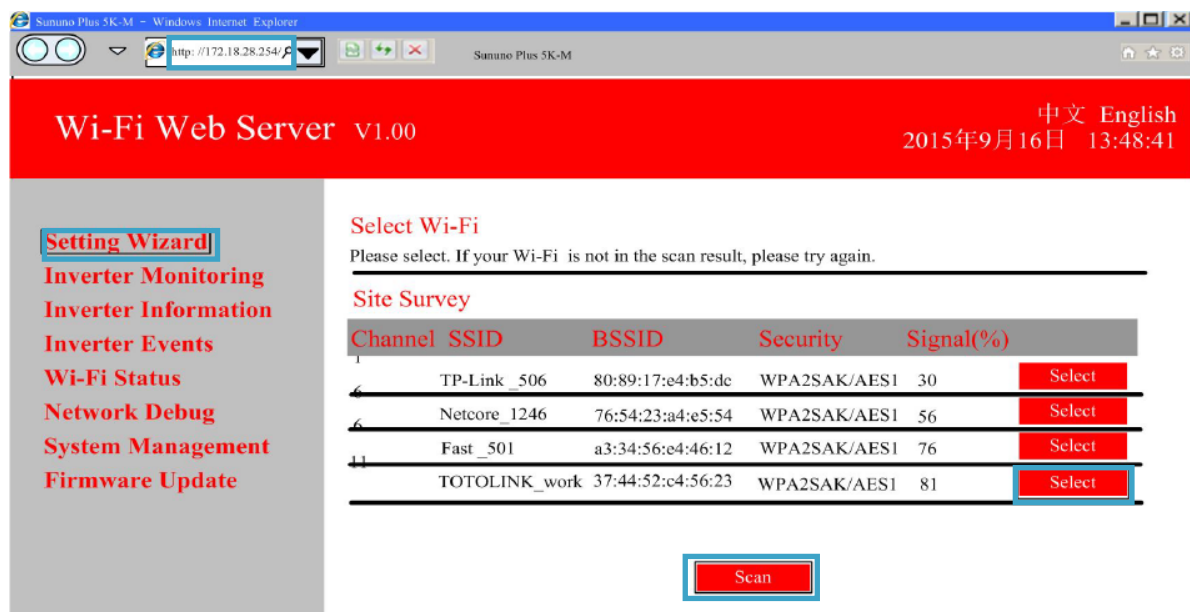 Sununo Plus 5K-M - Windows Internet Explorer
http: //172.18.28.254/
Sununo Plus 5K-M
Wi-Fi Web Server V1.00
中文 English
2015年9月16日 13:48:41
Setting Wizard
Inverter Monitoring
Inverter Information
Inverter Events
Wi-Fi Status
Network Debug
System Management
Firmware Update
Select Wi-Fi
Please select. If your Wi-Fi is not in the scan result, please try again.
Site Survey
Channel SSID BSSID Security Signal(%)
1
TP-Link _506 80:89:17:e4:b5:dc WPA2SAK/AES1 30 Select
6
Netcore_1246 76:54:23:a4:e5:54 WPA2SAK/AES1 56 Select
6
Fast _501 a3:34:56:e4:46:12 WPA2SAK/AES1 76 Select
11
TOTOLINK_work 37:44:52:c4:56:23 WPA2SAK/AES1 81 Select
Scan